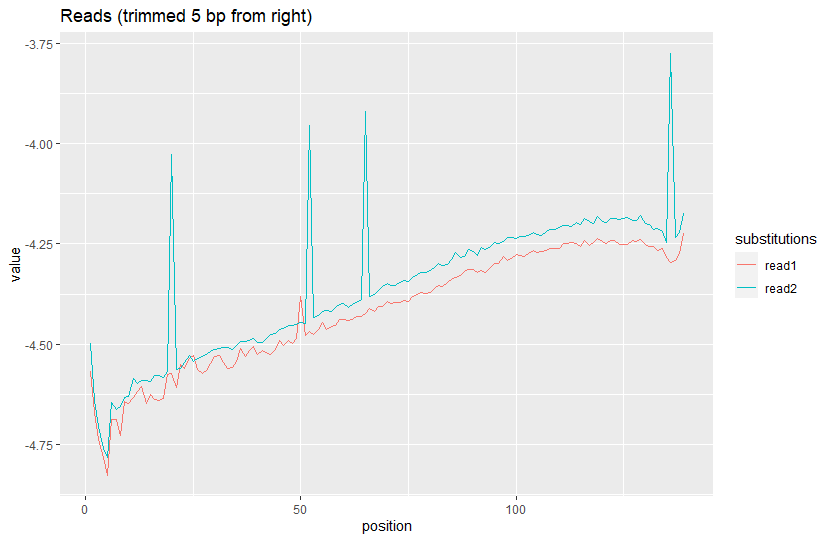 Reads (trimmed 5 bp from right)
-3.75
-4.00
-4.25
-4.50
-4.75
value
0
50
100
position
substitutions
read1
read2